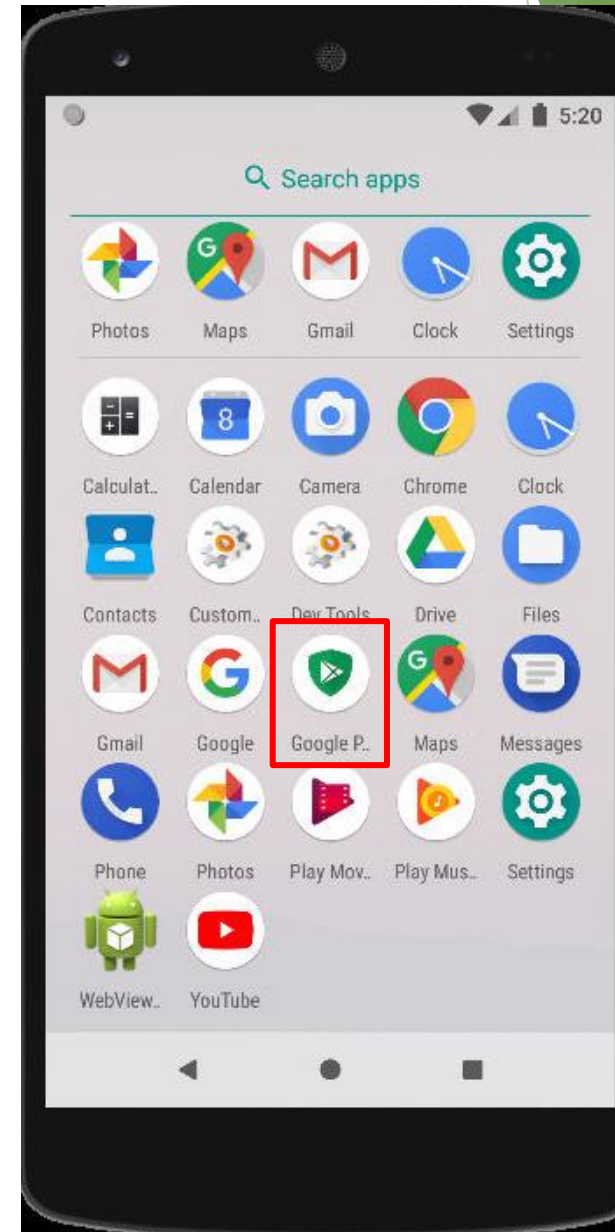 5:20
Search apps
Photos Maps Gmail Clock Settings
8
Calculat.. Calendar Camera Chrome Clock
Contacts Custom.. Dev Tools Drive Files
G
Gmail Google Google P.. Maps Messages
Phone Photos Play Mov.. Play Mus.. Settings
WebView.. YouTube